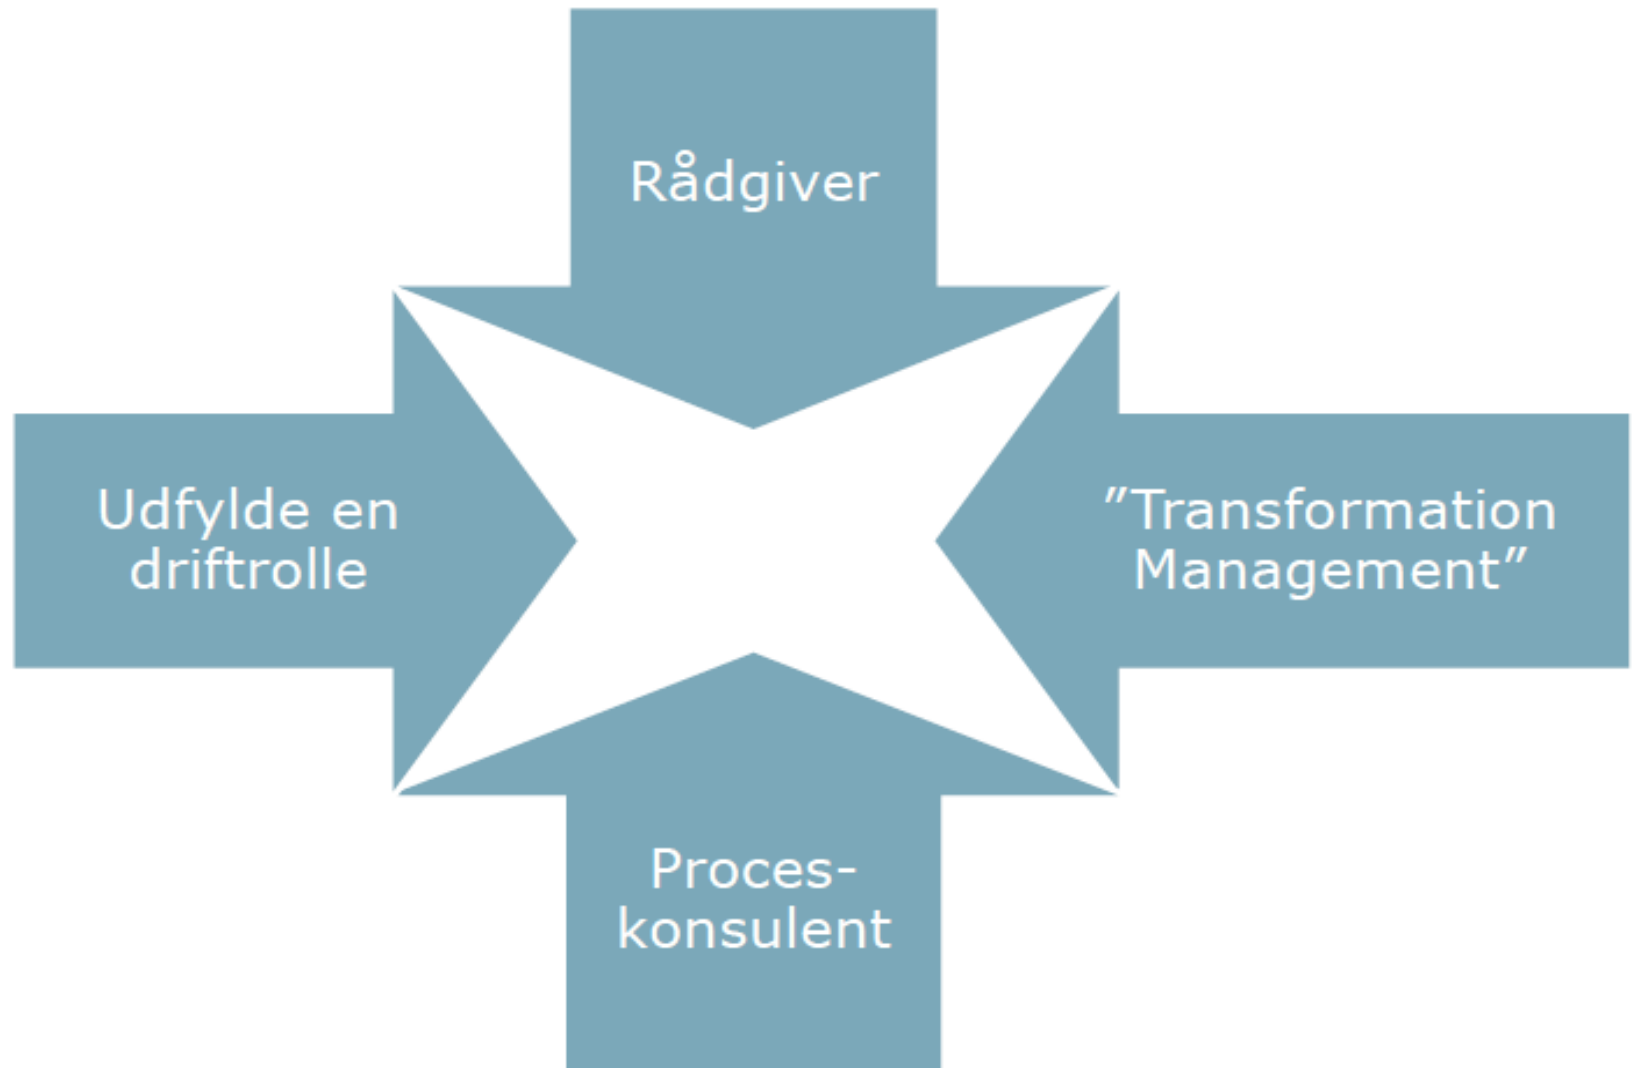 Rådgiver
Udfylde en
driftrolle
”Transformation
Management”
Proces-
konsulent